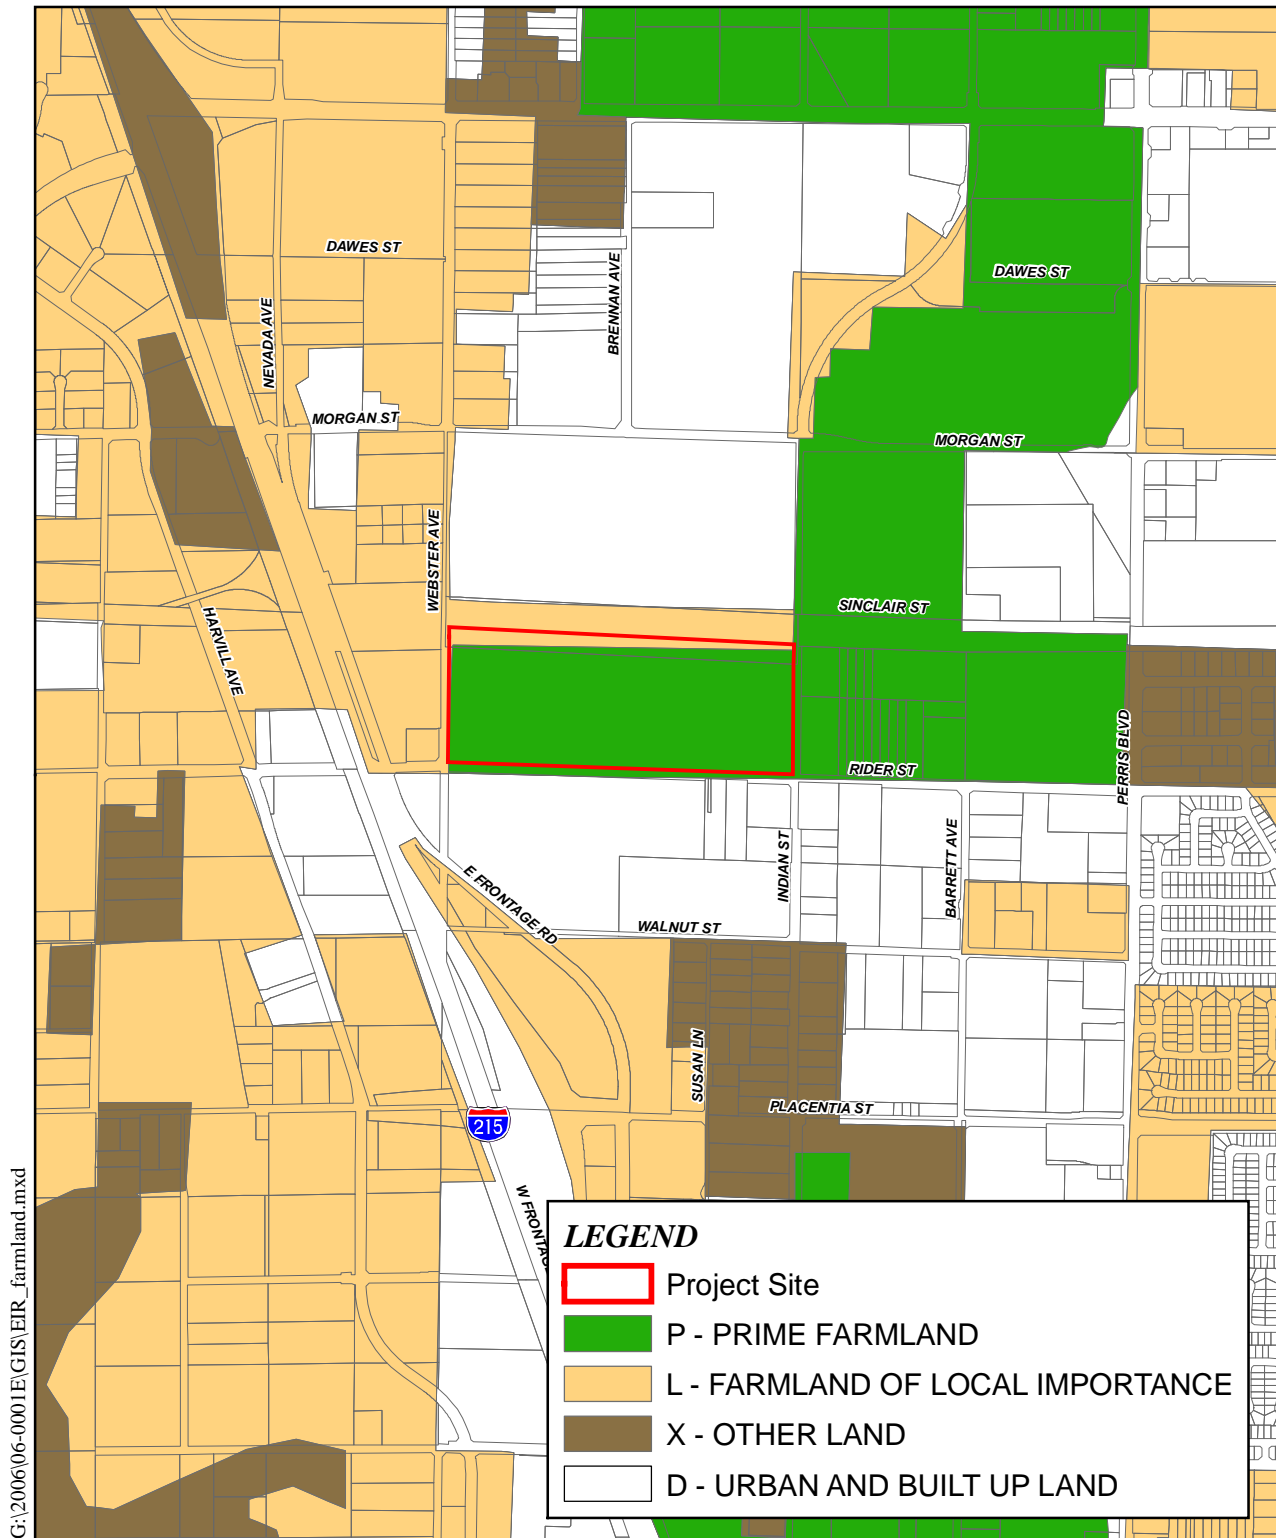 DAWES ST
BRENNAN AVE
DAWES ST
NEVADA AVE
MORGAN ST
MORGAN ST
WEBSTER AVE
SINCLAIR ST
HARVILL AVE
PERRIS BLVD
RIDER ST
INDIAN ST
BARRETT AVE
E FRONTAGE RD
WALNUT ST
SUSAN LN
PLACENTIA ST
215
W FRONTAGE
LEGEND
Project Site
P - PRIME FARMLAND
L - FARMLAND OF LOCAL IMPORTANCE
X - OTHER LAND
D - URBAN AND BUILT UP LAND
G:\2006\06-0001E\GIS\EIR_farmland.mxd